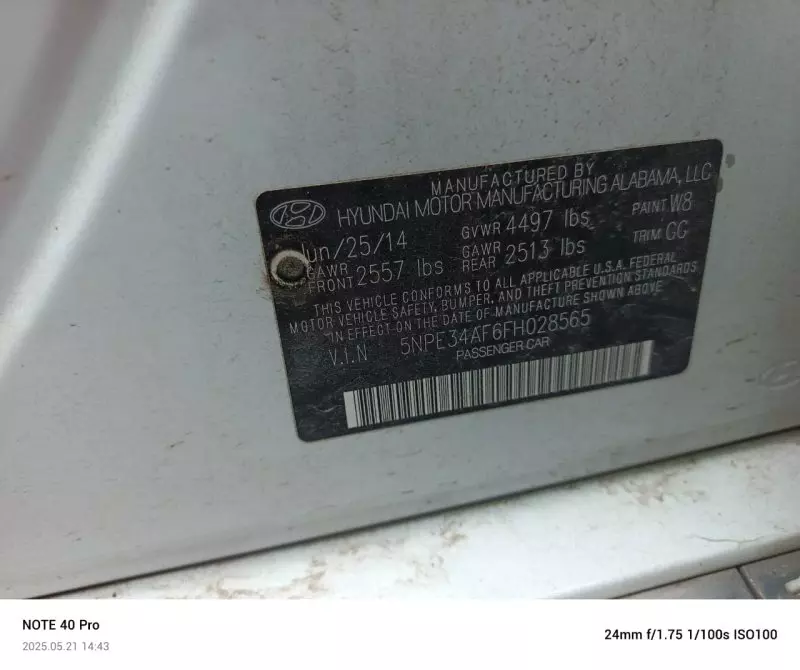 MANUFACTURED BY
HYUNDAI MOTOR MANUFACTURING ALABAMA, LLC
Jun/25/14 GVWR 4497 lbs PAINT W8
GAWR FRONT 2557 lbs GAWR REAR 2513 lbs TRIM GG
THIS VEHICLE CONFORMS TO ALL APPLICABLE U.S.A. FEDERAL
MOTOR VEHICLE SAFETY, BUMPER, AND THEFT PREVENTION STANDARDS
IN EFFECT ON THE DATE OF MANUFACTURE SHOWN ABOVE
V.I.N 5NPE34AF6FH028565
PASSENGER CAR
NOTE 40 Pro
2025.05.21 14:43
24mm f/1.75 1/100s ISO100